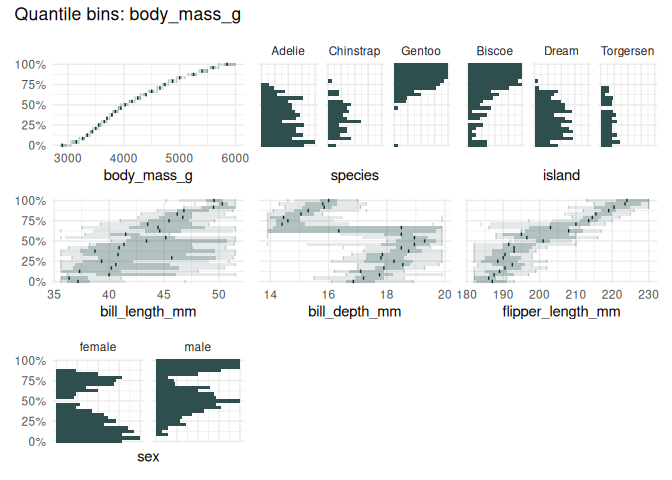 Quantile bins: body_mass_g
Adelie Chinstrap Gentoo Biscoe Dream Torgersen
100%
75%
50%
25%
0%
3000 4000 5000 6000
body_mass_g species island
100%
75%
50%
25%
0%
35 40 45 50 14 16 18 20 180 190 200 210 220 230
bill_length_mm bill_depth_mm flipper_length_mm
female male
100%
75%
50%
25%
0%
sex